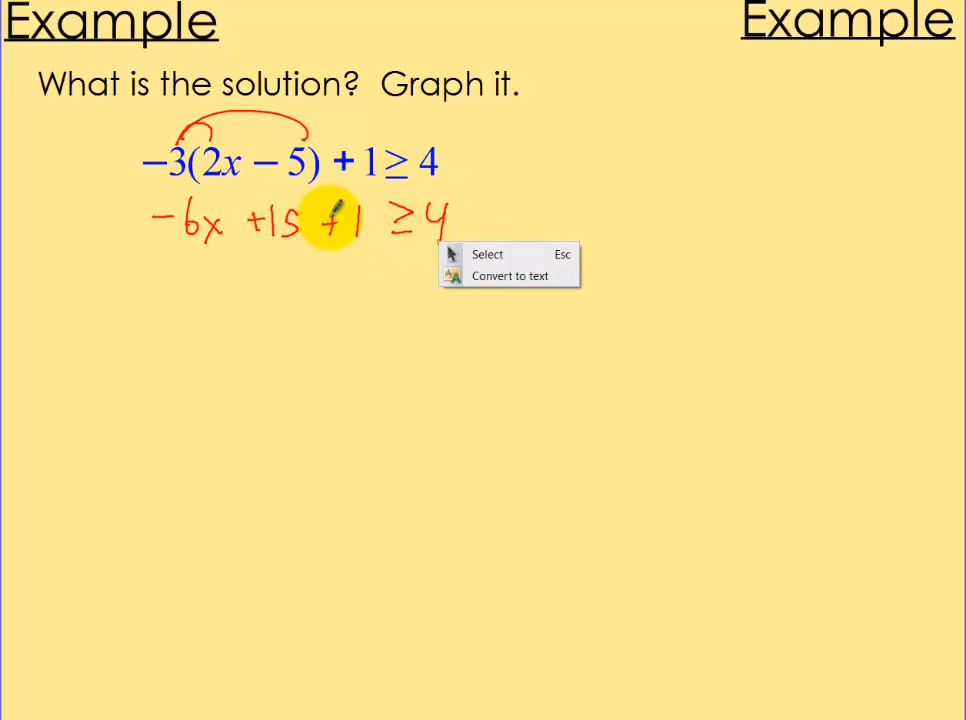 Example Example
What is the solution? Graph it.
−3(2x − 5) + 1 ≥ 4
-6x +15 +1 ≥4
Select Esc
Convert to text